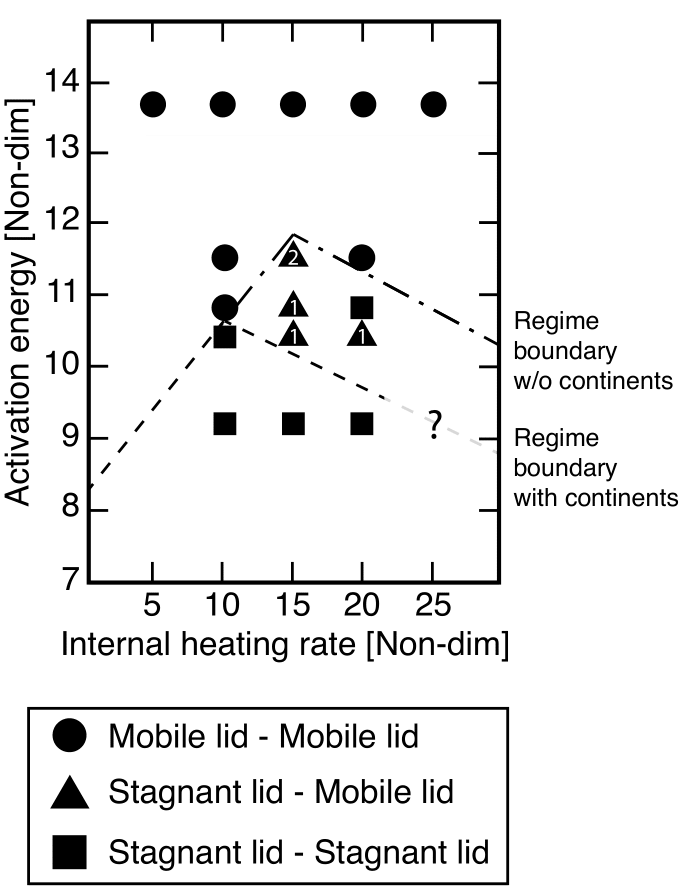 14
13
12
11
10
9
8
7
Activation energy [Non-dim]
2
1
1
1
?
5 10 15 20 25
Internal heating rate [Non-dim]
Regime
boundary
w/o continents
Regime
boundary
with continents
Mobile lid - Mobile lid
Stagnant lid - Mobile lid
Stagnant lid - Stagnant lid